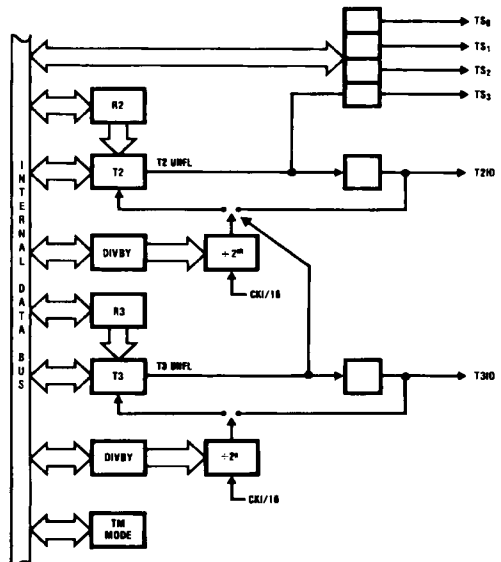 TS0
TS1
TS2
TS3
R2
T2 UNFL
T2
T2IO
DIVBY
CKI/16
INTERNAL DATA BUS
R3
T3 UNFL
T3
T3IO
DIVBY
÷2ⁿ
CKI/16
TM
MODE